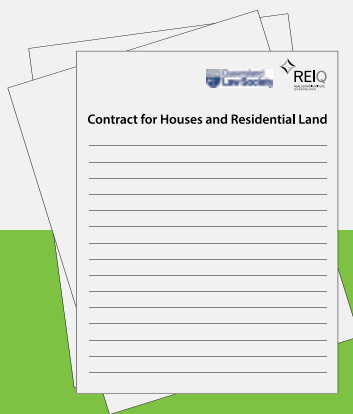 Queensland
Law Society
REIQ
Contract for Houses and Residential Land